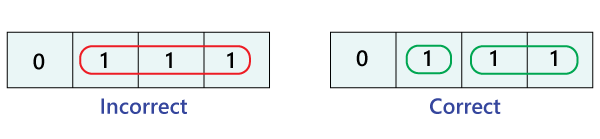 0 1 1 1
Incorrect
0 1 1 1
Correct